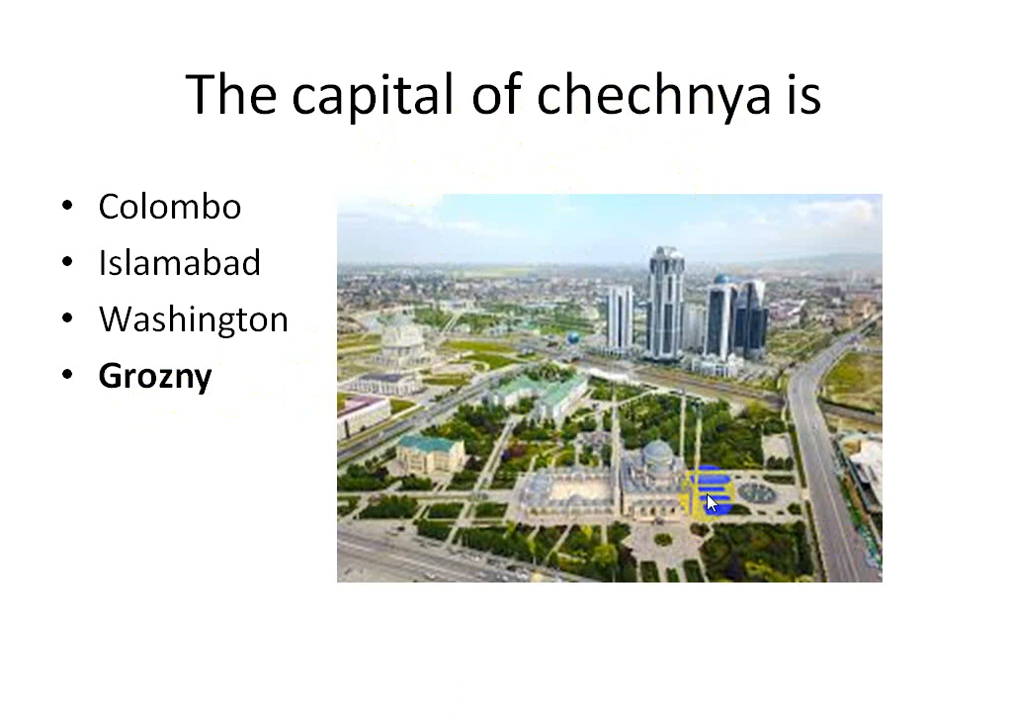 The capital of chechnya is
• Colombo
• Islamabad
• Washington
• Grozny